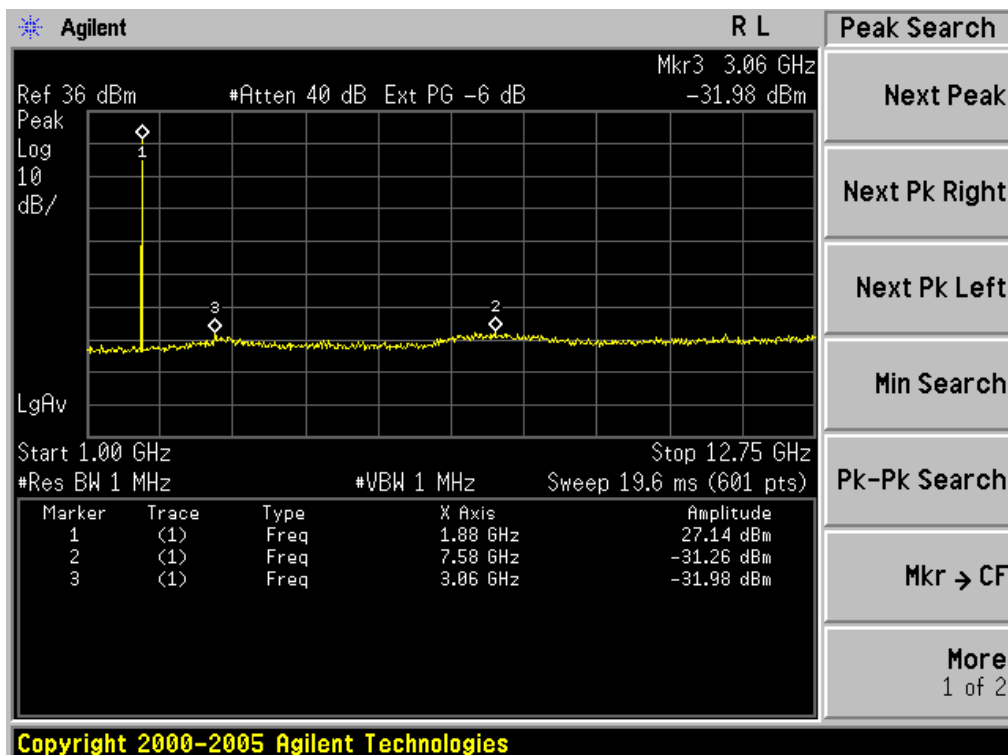 Agilent R L Peak Search
Mkr3 3.06 GHz
Ref 36 dBm #Atten 40 dB Ext PG -6 dB -31.98 dBm
Peak
Log
10
dB/
1
3
2
LgAv
Start 1.00 GHz Stop 12.75 GHz
#Res BW 1 MHz #VBW 1 MHz Sweep 19.6 ms (601 pts)
Marker Trace Type X Axis Amplitude
1 (1) Freq 1.88 GHz 27.14 dBm
2 (1) Freq 7.58 GHz -31.26 dBm
3 (1) Freq 3.06 GHz -31.98 dBm
Next Peak
Next Pk Right
Next Pk Left
Min Search
Pk-Pk Search
Mkr → CF
More
1 of 2
Copyright 2000-2005 Agilent Technologies